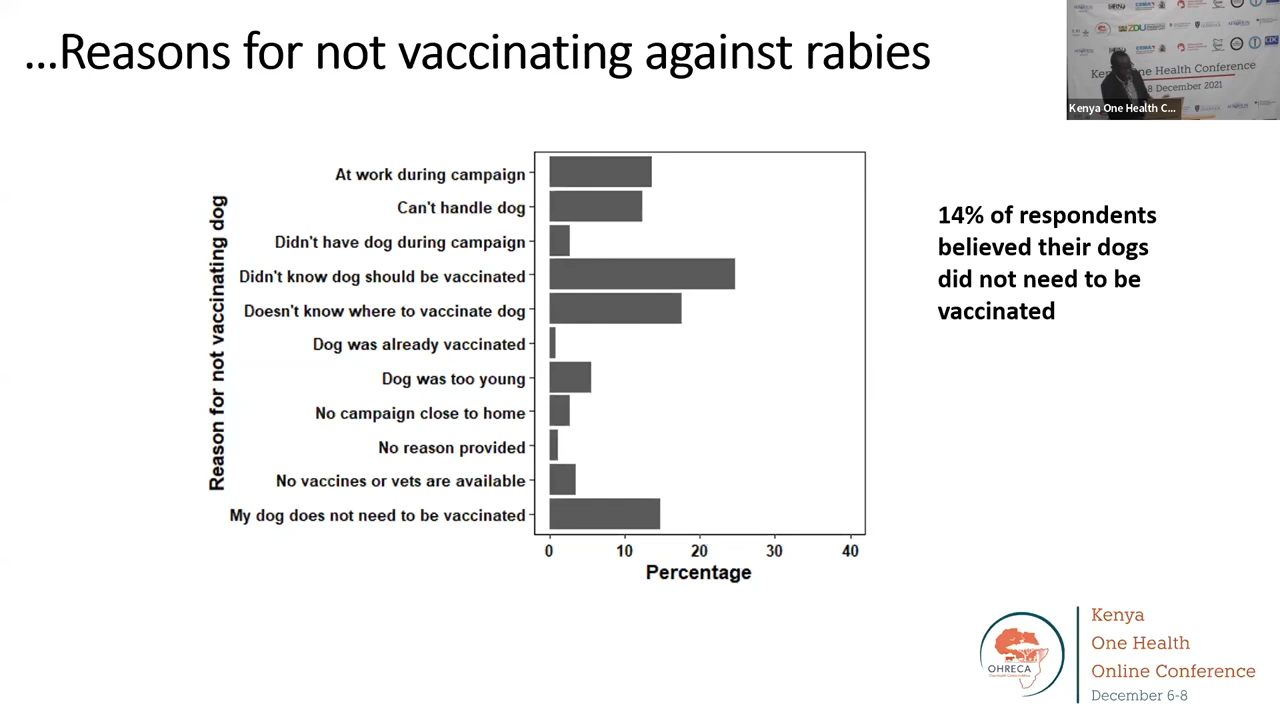 ...Reasons for not vaccinating against rabies
Kenya One Health C...
One Health Conference
8 December 2021
Reason for not vaccinating dog
At work during campaign
Can't handle dog
Didn't have dog during campaign
Didn't know dog should be vaccinated
Doesn't know where to vaccinate dog
Dog was already vaccinated
Dog was too young
No campaign close to home
No reason provided
No vaccines or vets are available
My dog does not need to be vaccinated
0 10 20 30 40
Percentage
14% of respondents
believed their dogs
did not need to be
vaccinated
OHRECA
Kenya
One Health
Online Conference
December 6-8